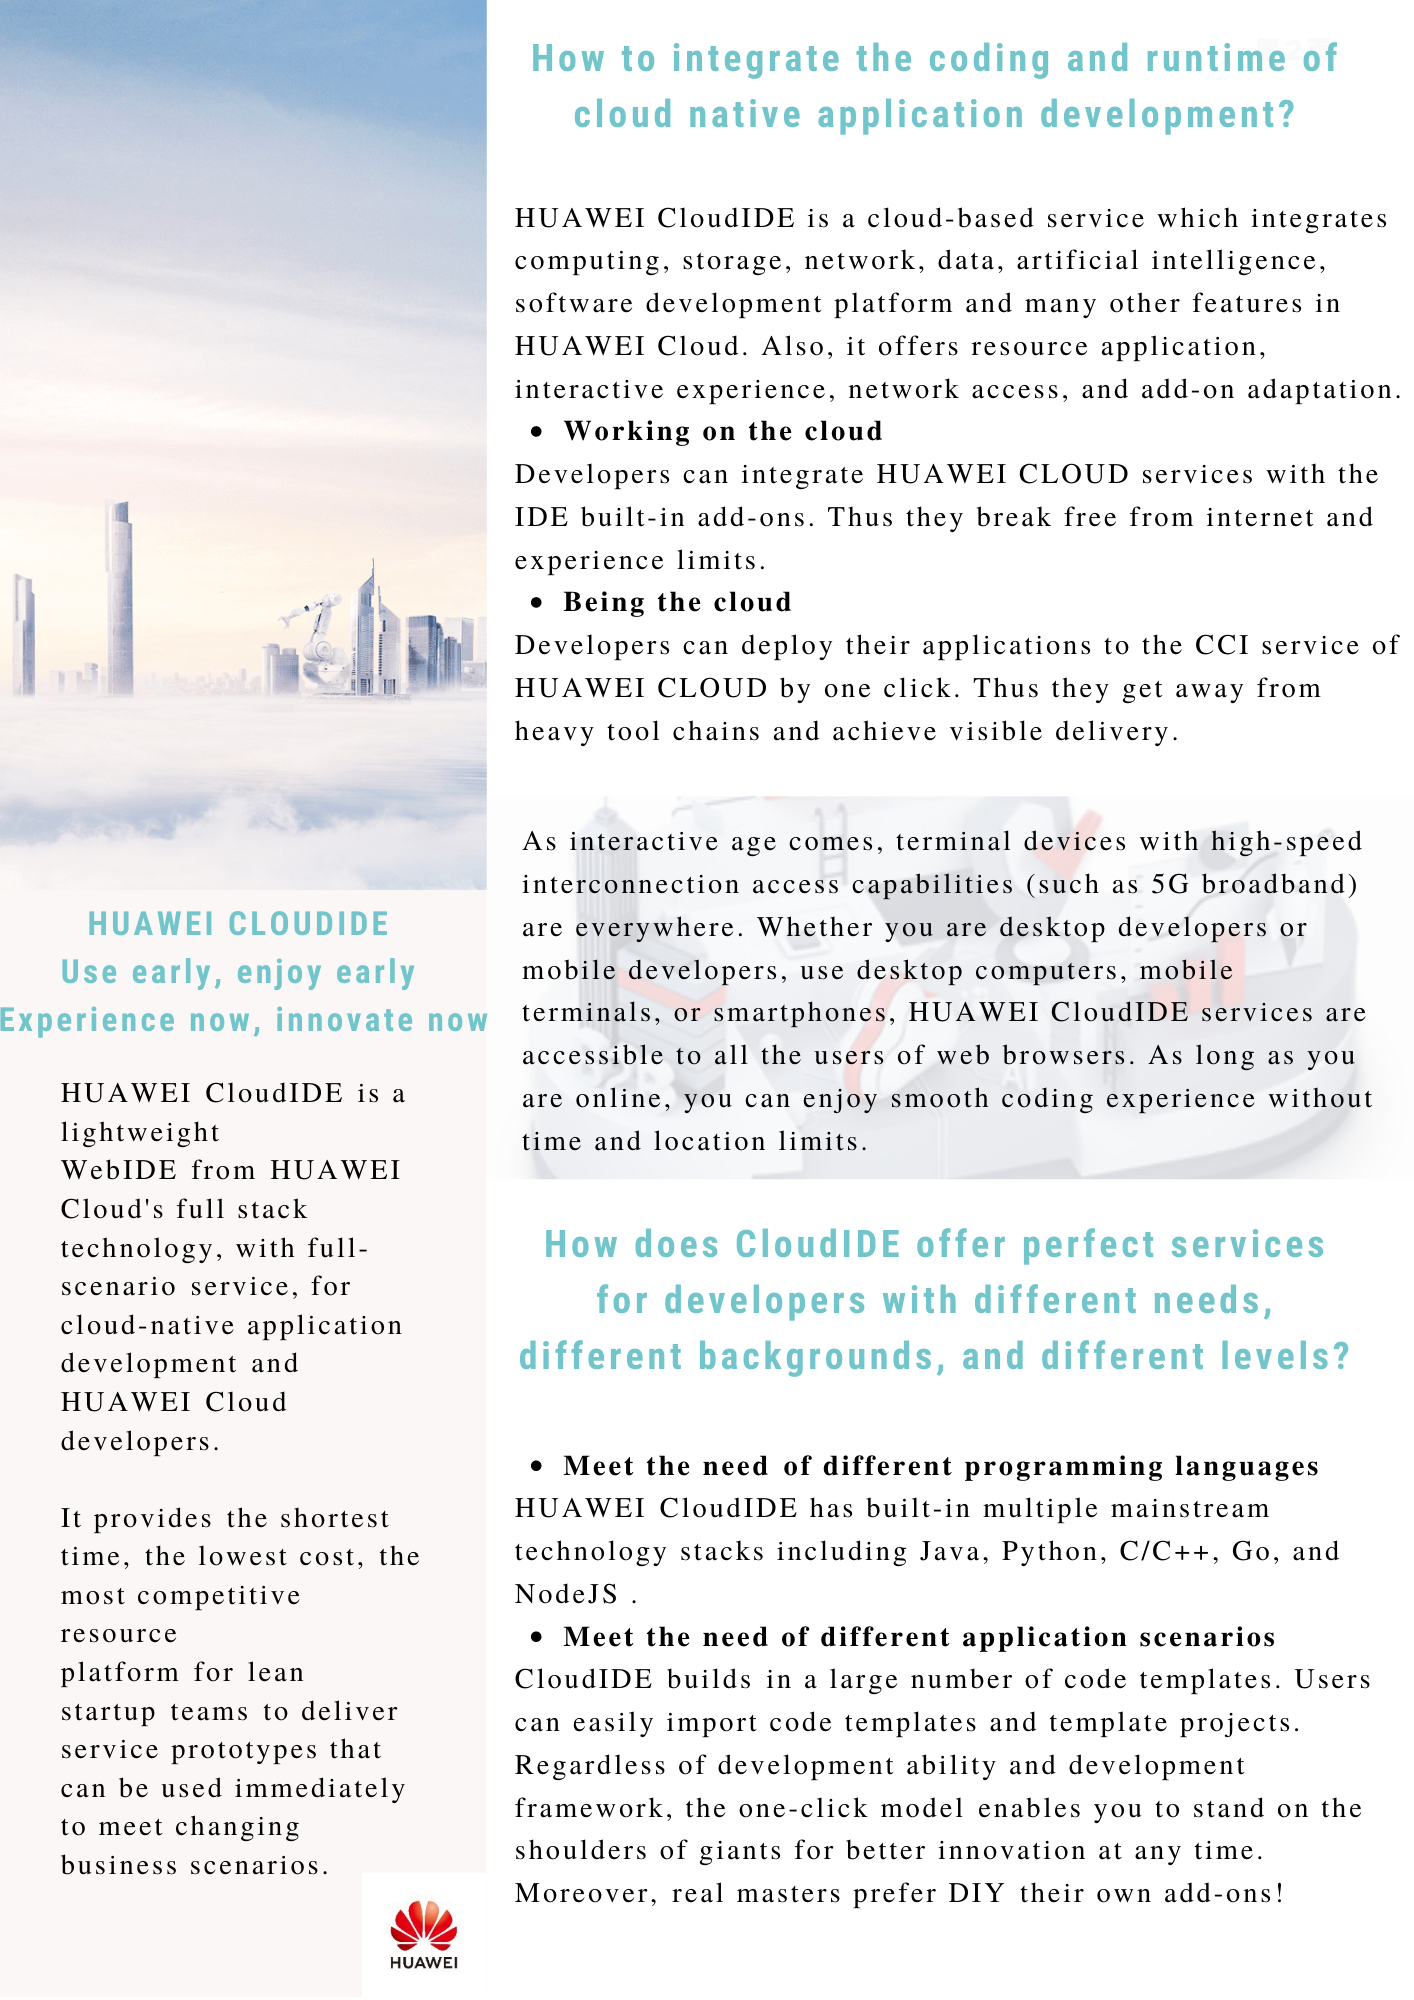 How to integrate the coding and runtime of
cloud native application development?
HUAWEI CloudIDE is a cloud-based service which integrates
computing, storage, network, data, artificial intelligence,
software development platform and many other features in
HUAWEI Cloud. Also, it offers resource application,
interactive experience, network access, and add-on adaptation.
• Working on the cloud
Developers can integrate HUAWEI CLOUD services with the
IDE built-in add-ons. Thus they break free from internet and
experience limits.
• Being the cloud
Developers can deploy their applications to the CCI service of
HUAWEI CLOUD by one click. Thus they get away from
heavy tool chains and achieve visible delivery.
As interactive age comes, terminal devices with high-speed
interconnection access capabilities (such as 5G broadband)
are everywhere. Whether you are desktop developers or
mobile developers, use desktop computers, mobile
terminals, or smartphones, HUAWEI CloudIDE services are
accessible to all the users of web browsers. As long as you
are online, you can enjoy smooth coding experience without
time and location limits.
How does CloudIDE offer perfect services
for developers with different needs,
different backgrounds, and different levels?
• Meet the need of different programming languages
HUAWEI CloudIDE has built-in multiple mainstream
technology stacks including Java, Python, C/C++, Go, and
NodeJS .
• Meet the need of different application scenarios
CloudIDE builds in a large number of code templates. Users
can easily import code templates and template projects.
Regardless of development ability and development
framework, the one-click model enables you to stand on the
shoulders of giants for better innovation at any time.
Moreover, real masters prefer DIY their own add-ons!
HUAWEI CLOUDIDE
Use early, enjoy early
Experience now, innovate now
HUAWEI CloudIDE is a
lightweight
WebIDE from HUAWEI
Cloud's full stack
technology, with full-
scenario service, for
cloud-native application
development and
HUAWEI Cloud
developers.
It provides the shortest
time, the lowest cost, the
most competitive
resource
platform for lean
startup teams to deliver
service prototypes that
can be used immediately
to meet changing
business scenarios.
HUAWEI